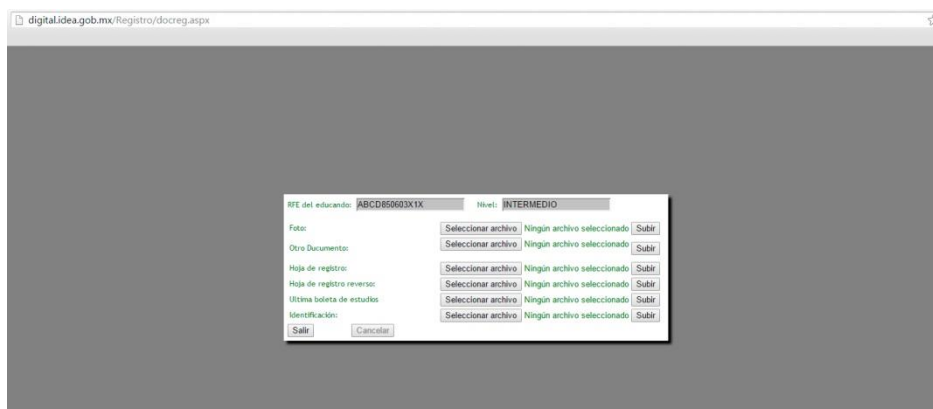 digital.idea.gob.mx/Registro/docreg.aspx
RFE del educando: ABCD850603X1X Nivel: INTERMEDIO
Foto: Seleccionar archivo Ningún archivo seleccionado Subir
Otro Ducumento: Seleccionar archivo Ningún archivo seleccionado Subir
Hoja de registro: Seleccionar archivo Ningún archivo seleccionado Subir
Hoja de registro reverso: Seleccionar archivo Ningún archivo seleccionado Subir
Ultima boleta de estudios Seleccionar archivo Ningún archivo seleccionado Subir
Identificación: Seleccionar archivo Ningún archivo seleccionado Subir
Salir Cancelar